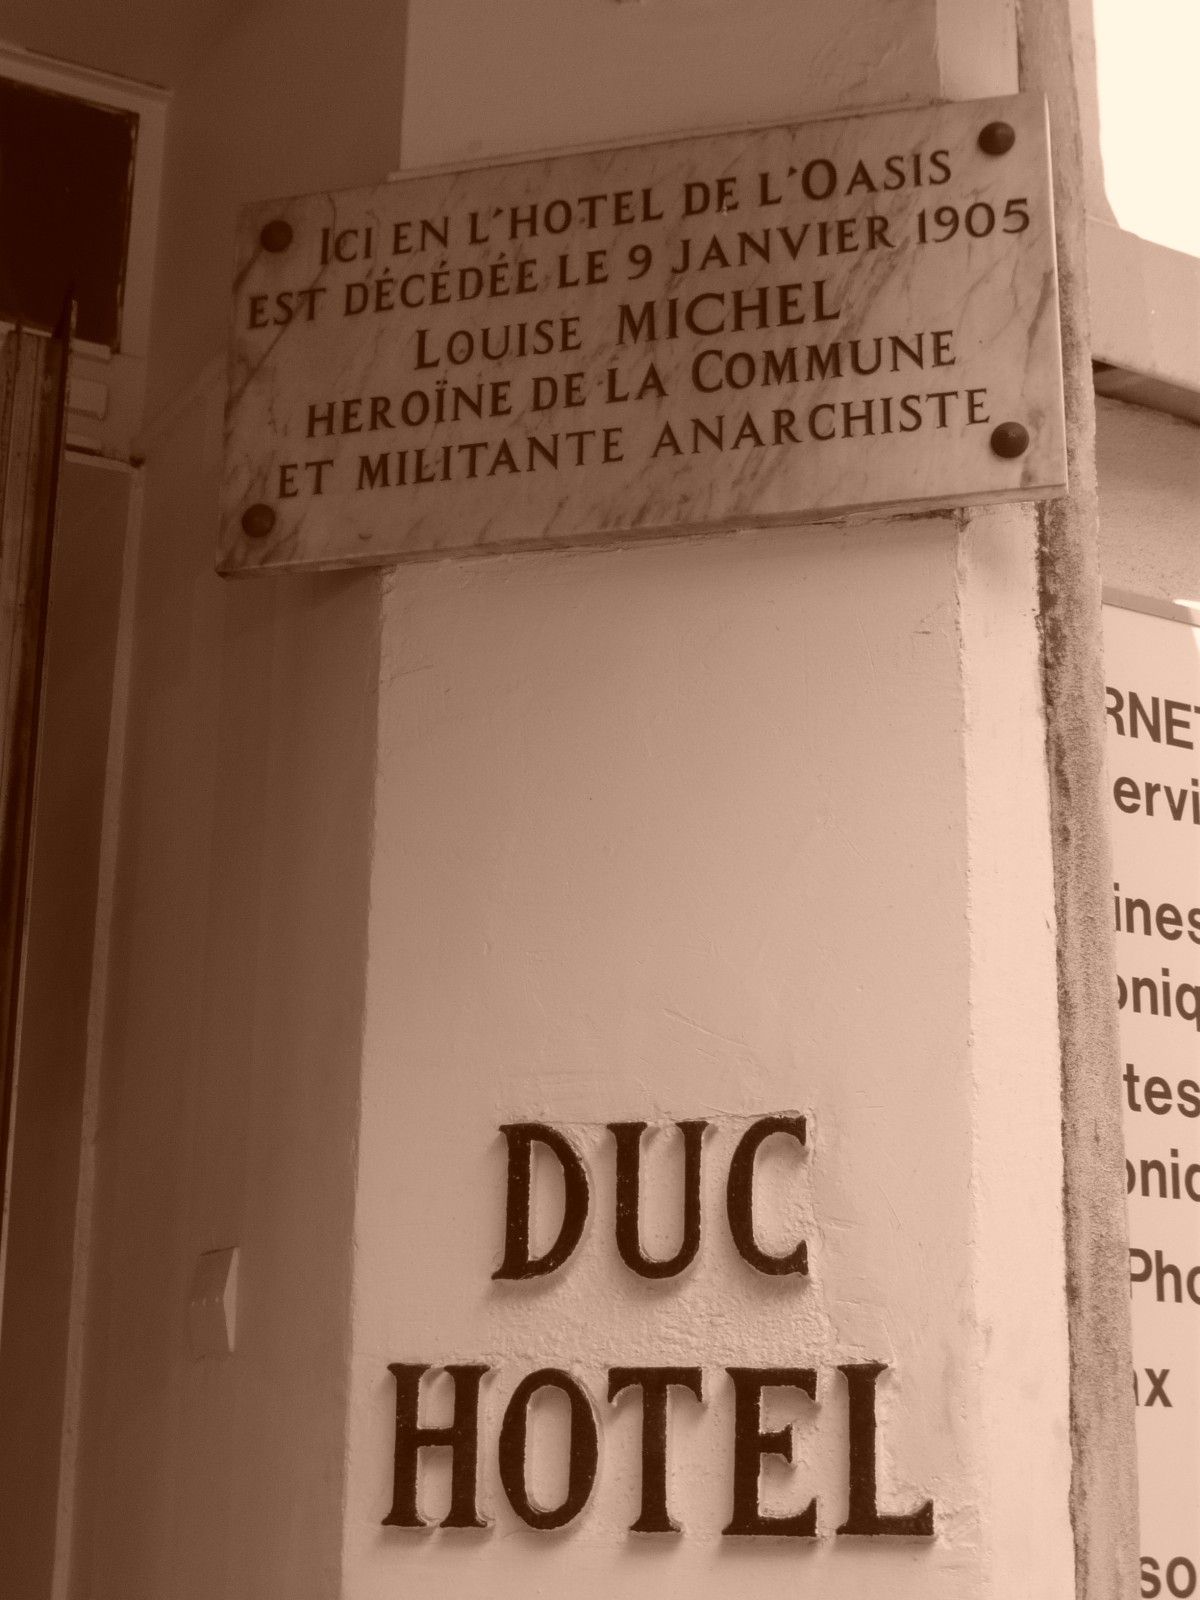 ICI EN L'HOTEL DE L'OASIS
EST DÉCÉDÉE LE 9 JANVIER 1905
LOUISE MICHEL
HEROÏNE DE LA COMMUNE
ET MILITANTE ANARCHISTE
DUC
HOTEL